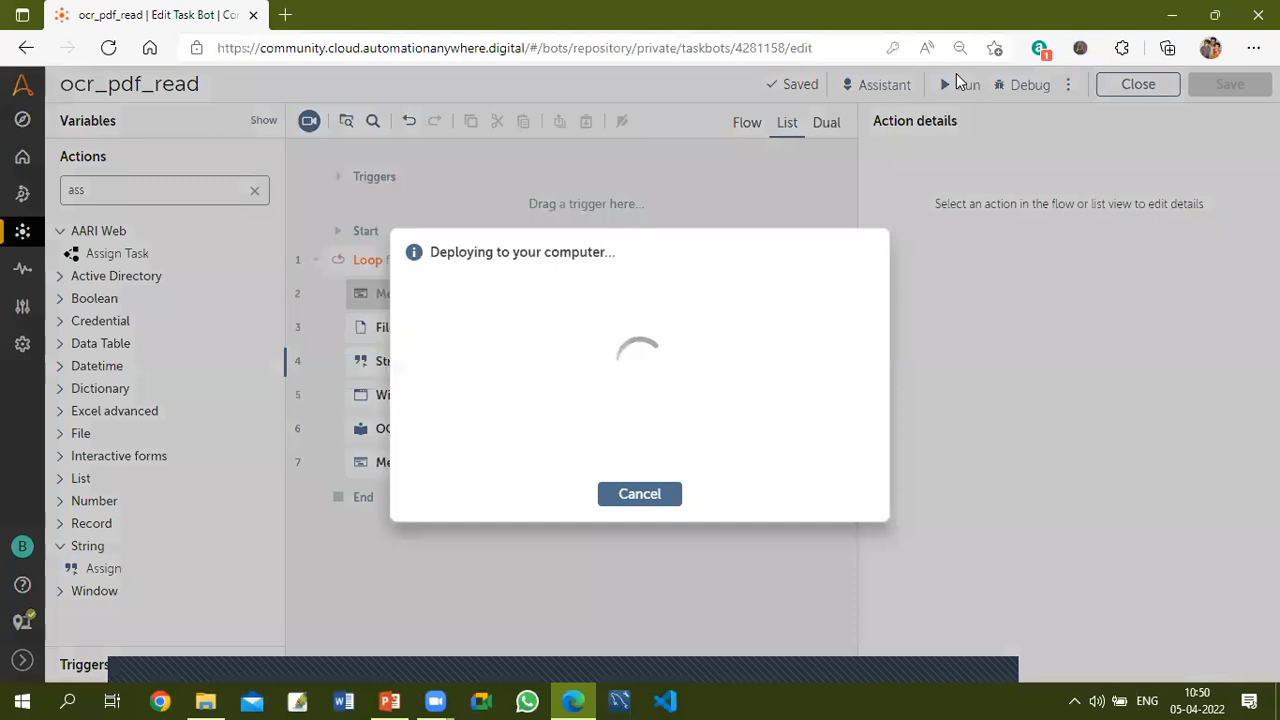 ocr_pdf_read | Edit Task Bot | Co
https://community.cloud.automationanywhere.digital/#/bots/repository/private/taskbots/4281158/edit
1
ocr_pdf_read
Saved
Assistant
Debug
Close
Save
Variables
Show
Flow
List
Dual
Action details
Actions
ass
Triggers
Drag a trigger here...
Select an action in the flow or list view to edit details
Start
AARI Web
Assign Task
Active Directory
Boolean
Credential
Data Table
Datetime
Dictionary
Excel advanced
File
Interactive forms
List
Number
Record
String
Assign
Window
Triggers
1 Loop
2
3
4
5
6
7
End
Deploying to your computer...
Cancel
B
ENG
10:50
05-04-2022